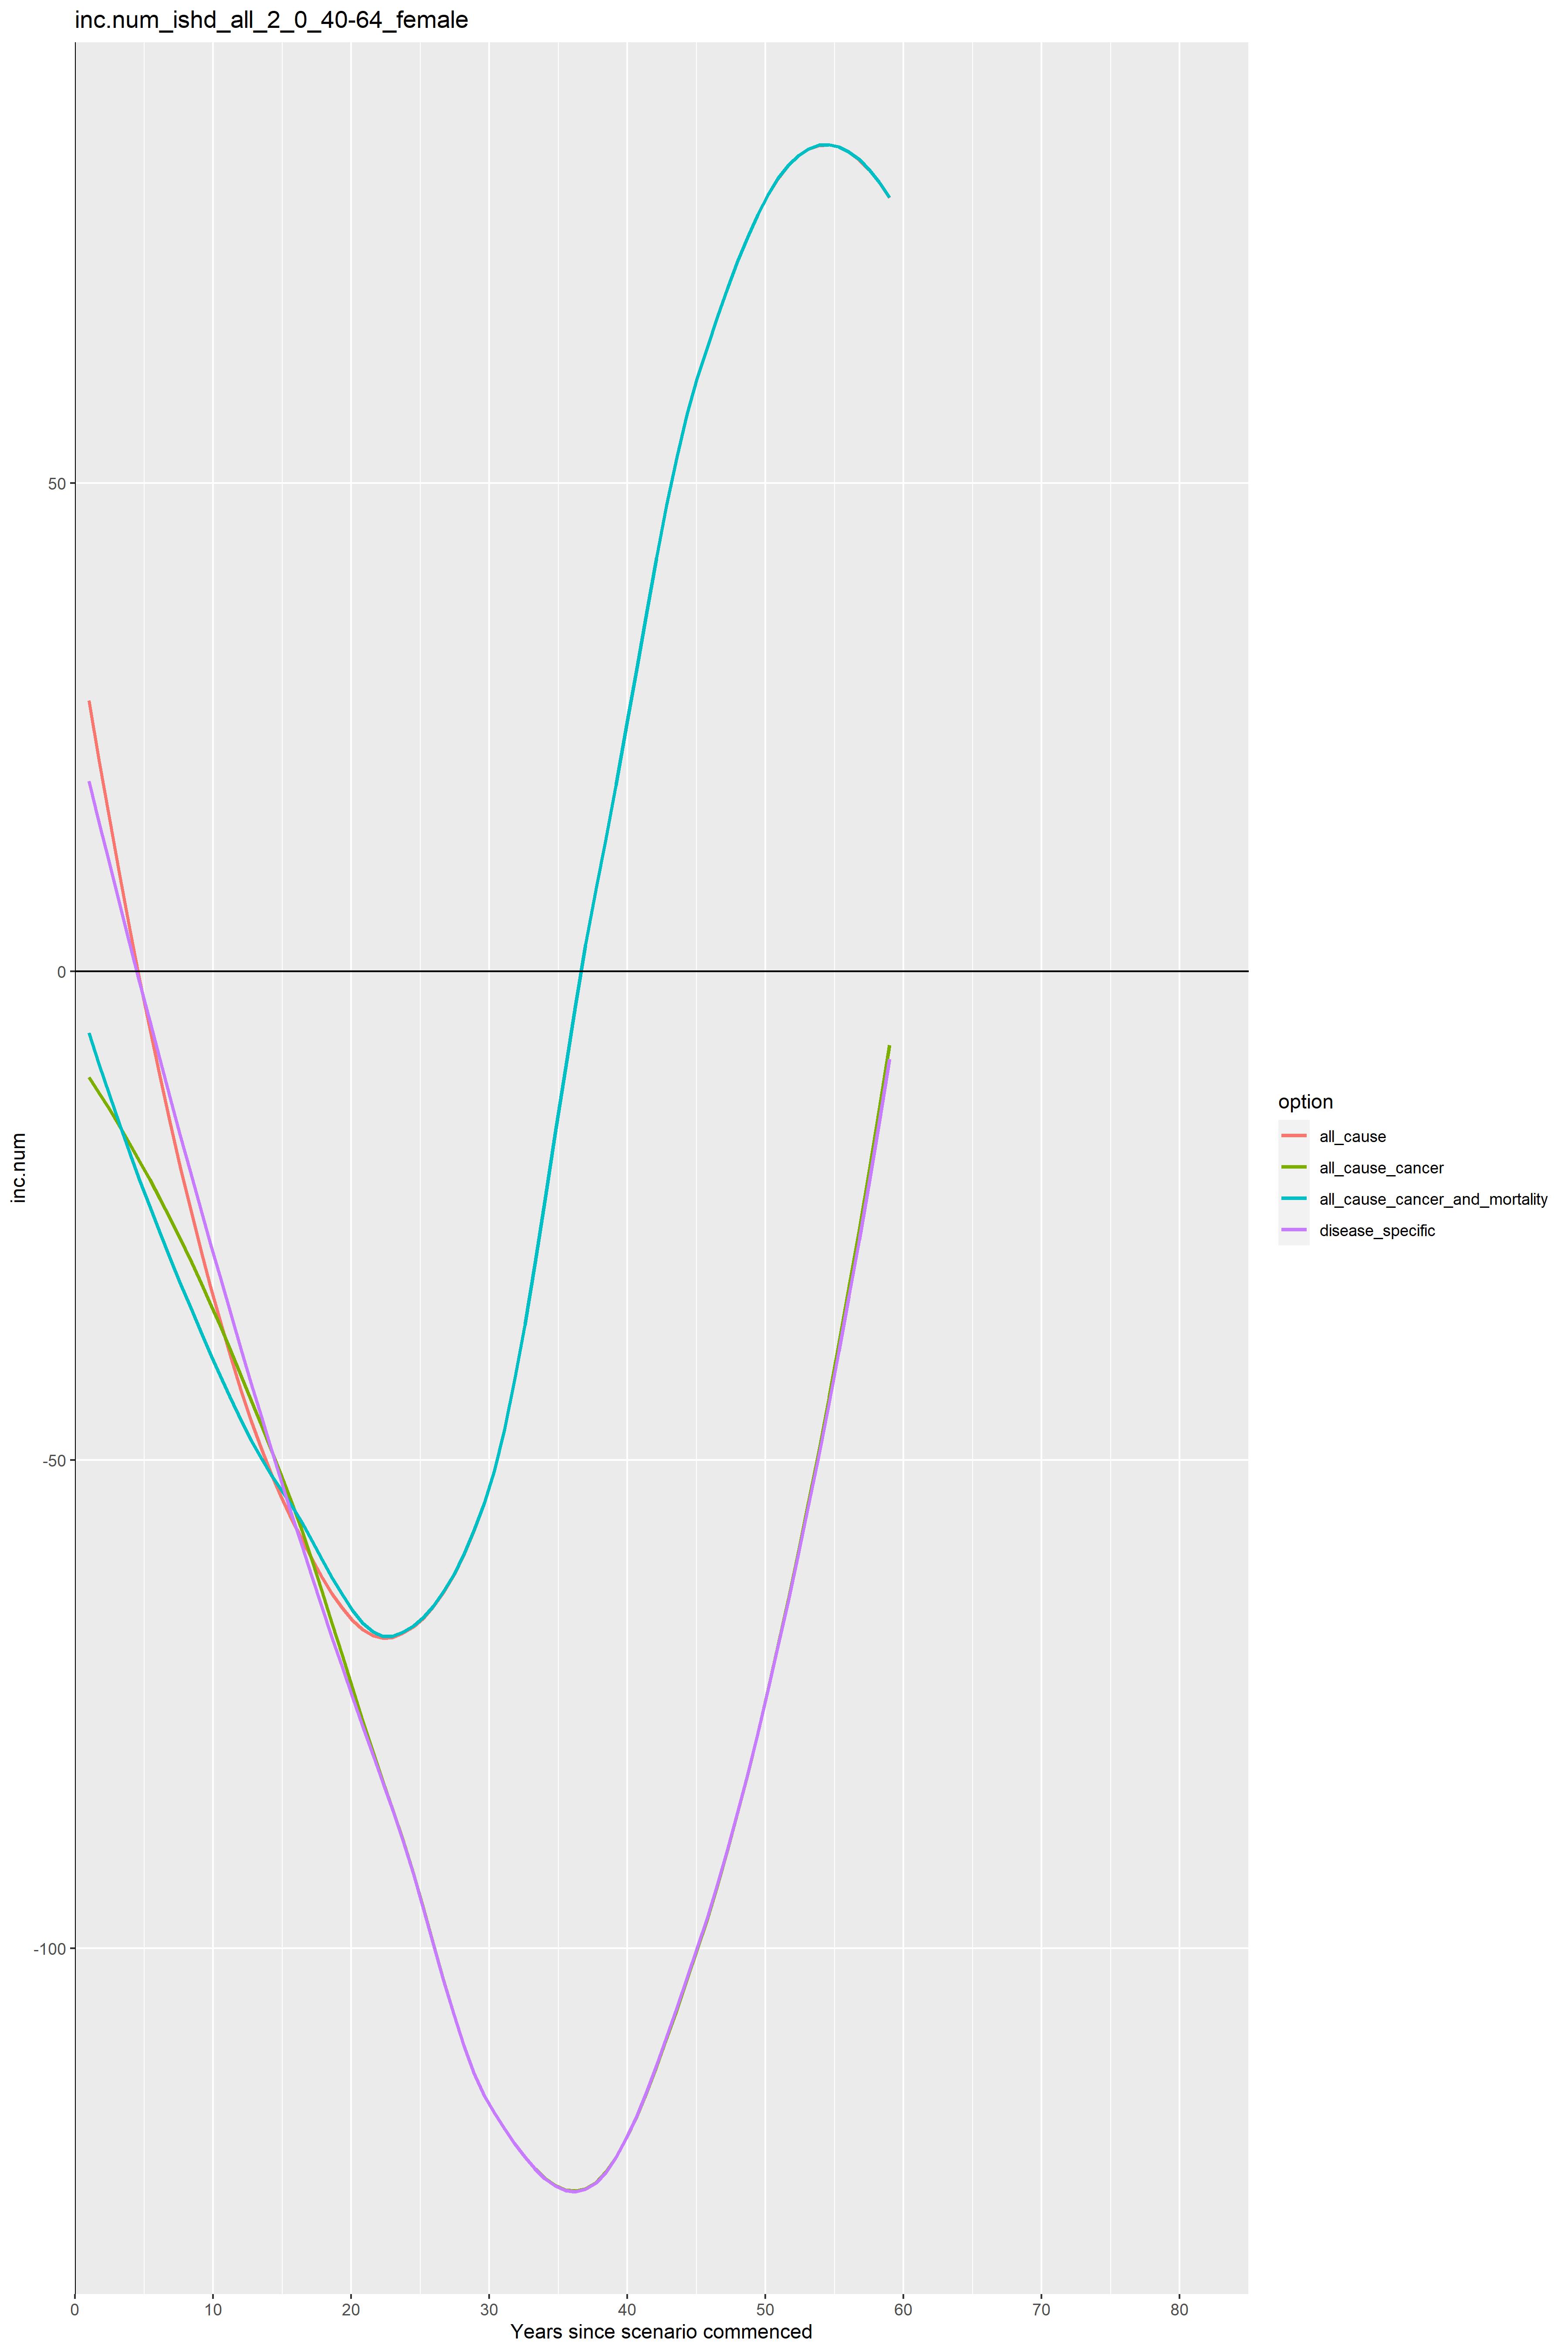 inc.num_ishd_all_2_0_40-64_female
50
0
-50
-100
inc.num
0 10 20 30 40 50 60 70 80
Years since scenario commenced
option
all_cause
all_cause_cancer
all_cause_cancer_and_mortality
disease_specific